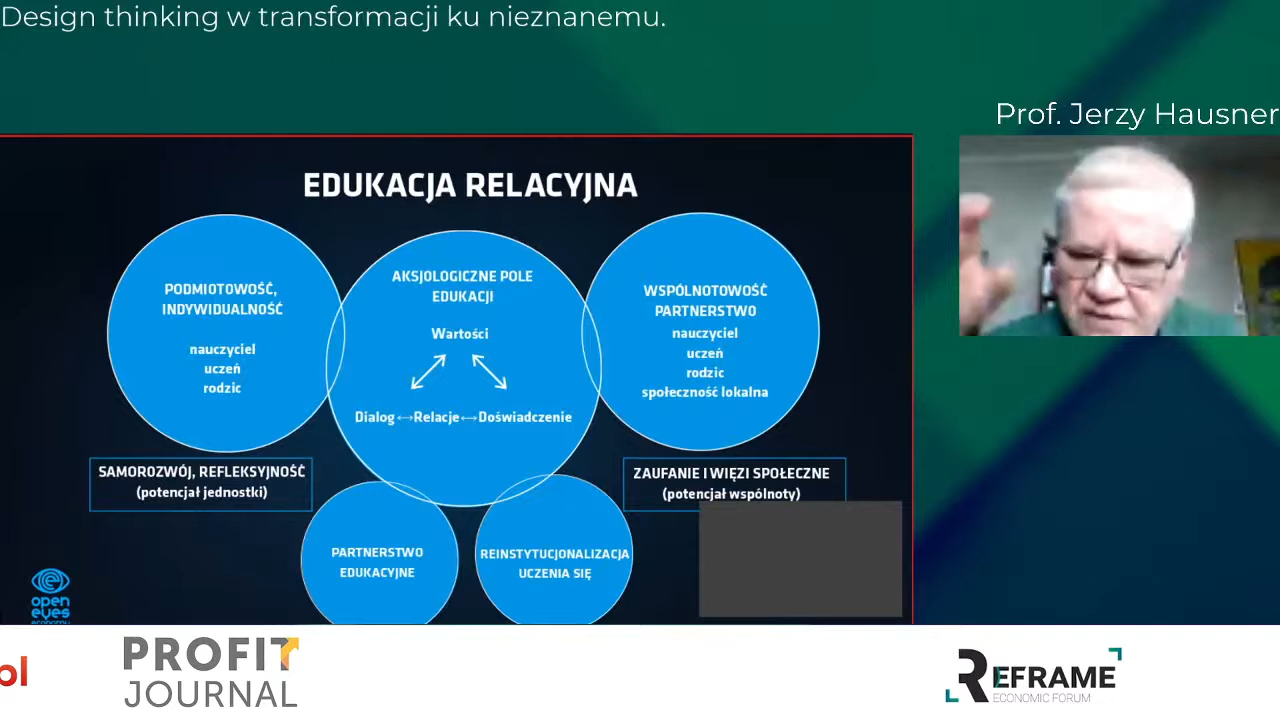 Design thinking w transformacji ku nieznanemu.
Prof. Jerzy Hausner
EDUKACJA RELACYJNA
PODMIOTOWOŚĆ,
INDYWIDUALNOŚĆ
nauczyciel
uczeń
rodzic
AKSJOLOGICZNE POLE
EDUKACJI
Wartości
Dialog ↔ Relacje ↔ Doświadczenie
WSPÓLNOTOWOŚĆ
PARTNERSTWO
nauczyciel
uczeń
rodzic
społeczność lokalna
SAMOROZWÓJ, REFLEKSYJNOŚĆ
(potencjał jednostki)
ZAUFANIE I WIĘZI SPOŁECZNE
(potencjał wspólnoty)
PARTNERSTWO
EDUKACYJNE
REINSTYTUCJONALIZACJA
UCZENIA SIĘ
open
eyes
economy
pl
PROFIT
JOURNAL
REFRAME
ECONOMIC FORUM